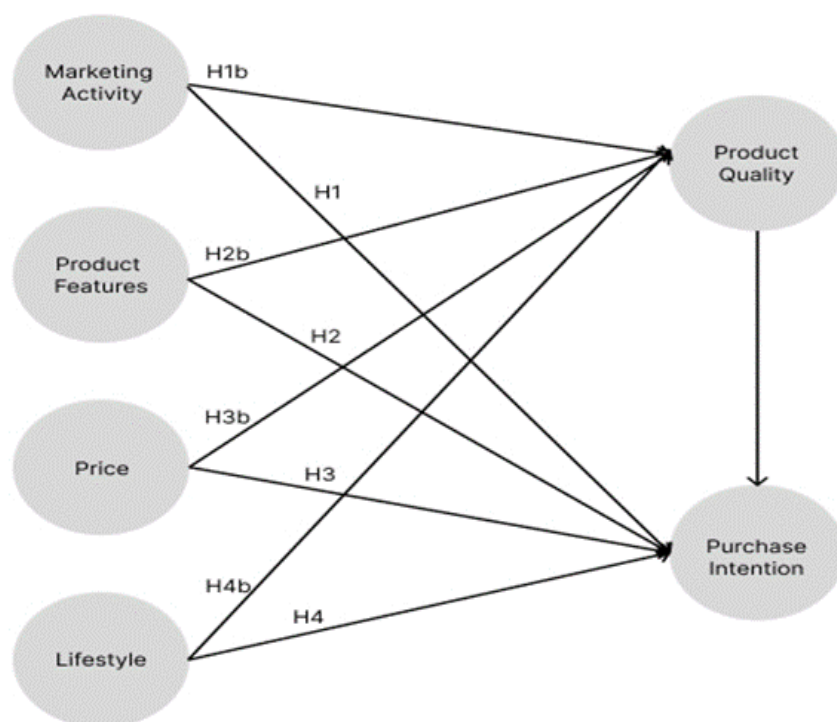 Marketing
Activity
H1b
Product
Quality
H1
Product
Features
H2b
H2
Price
H3b
H3
Purchase
Intention
Lifestyle
H4b
H4